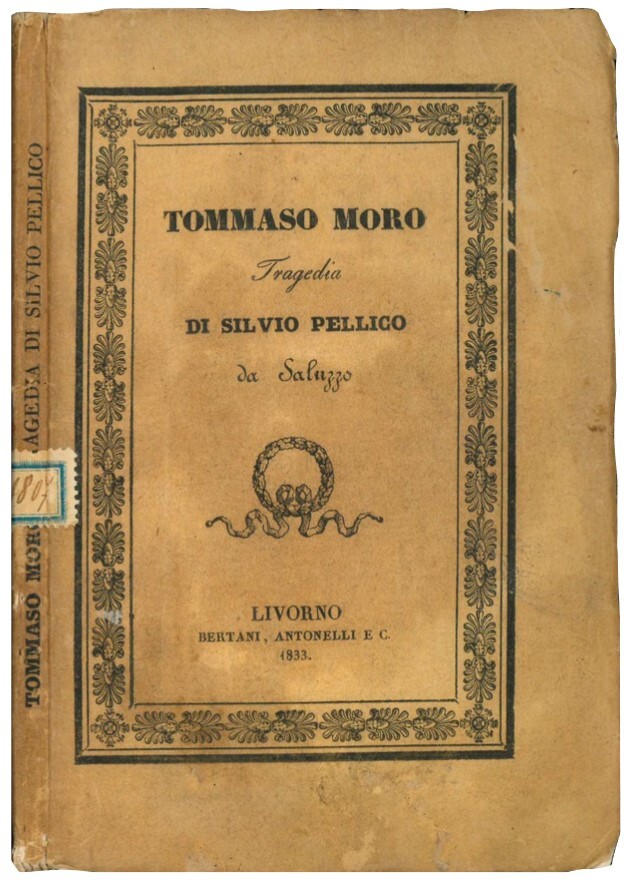 TOMMASO MORO
Tragedia
DI SILVIO PELLICO
da Saluzzo
LIVORNO
BERTANI, ANTONELLI E C.
1833.
TOMMASO MORO TRAGEDIA DI SILVIO PELLICO